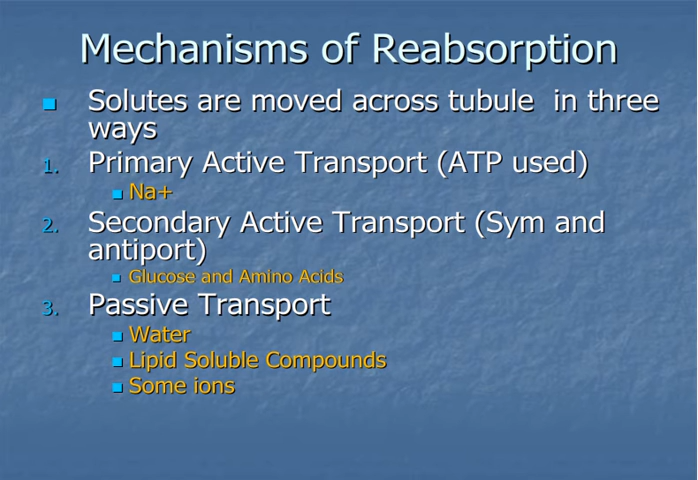 Mechanisms of Reabsorption
Solutes are moved across tubule in three
ways
1. Primary Active Transport (ATP used)
Na+
2. Secondary Active Transport (Sym and
antiport)
Glucose and Amino Acids
3. Passive Transport
Water
Lipid Soluble Compounds
Some ions